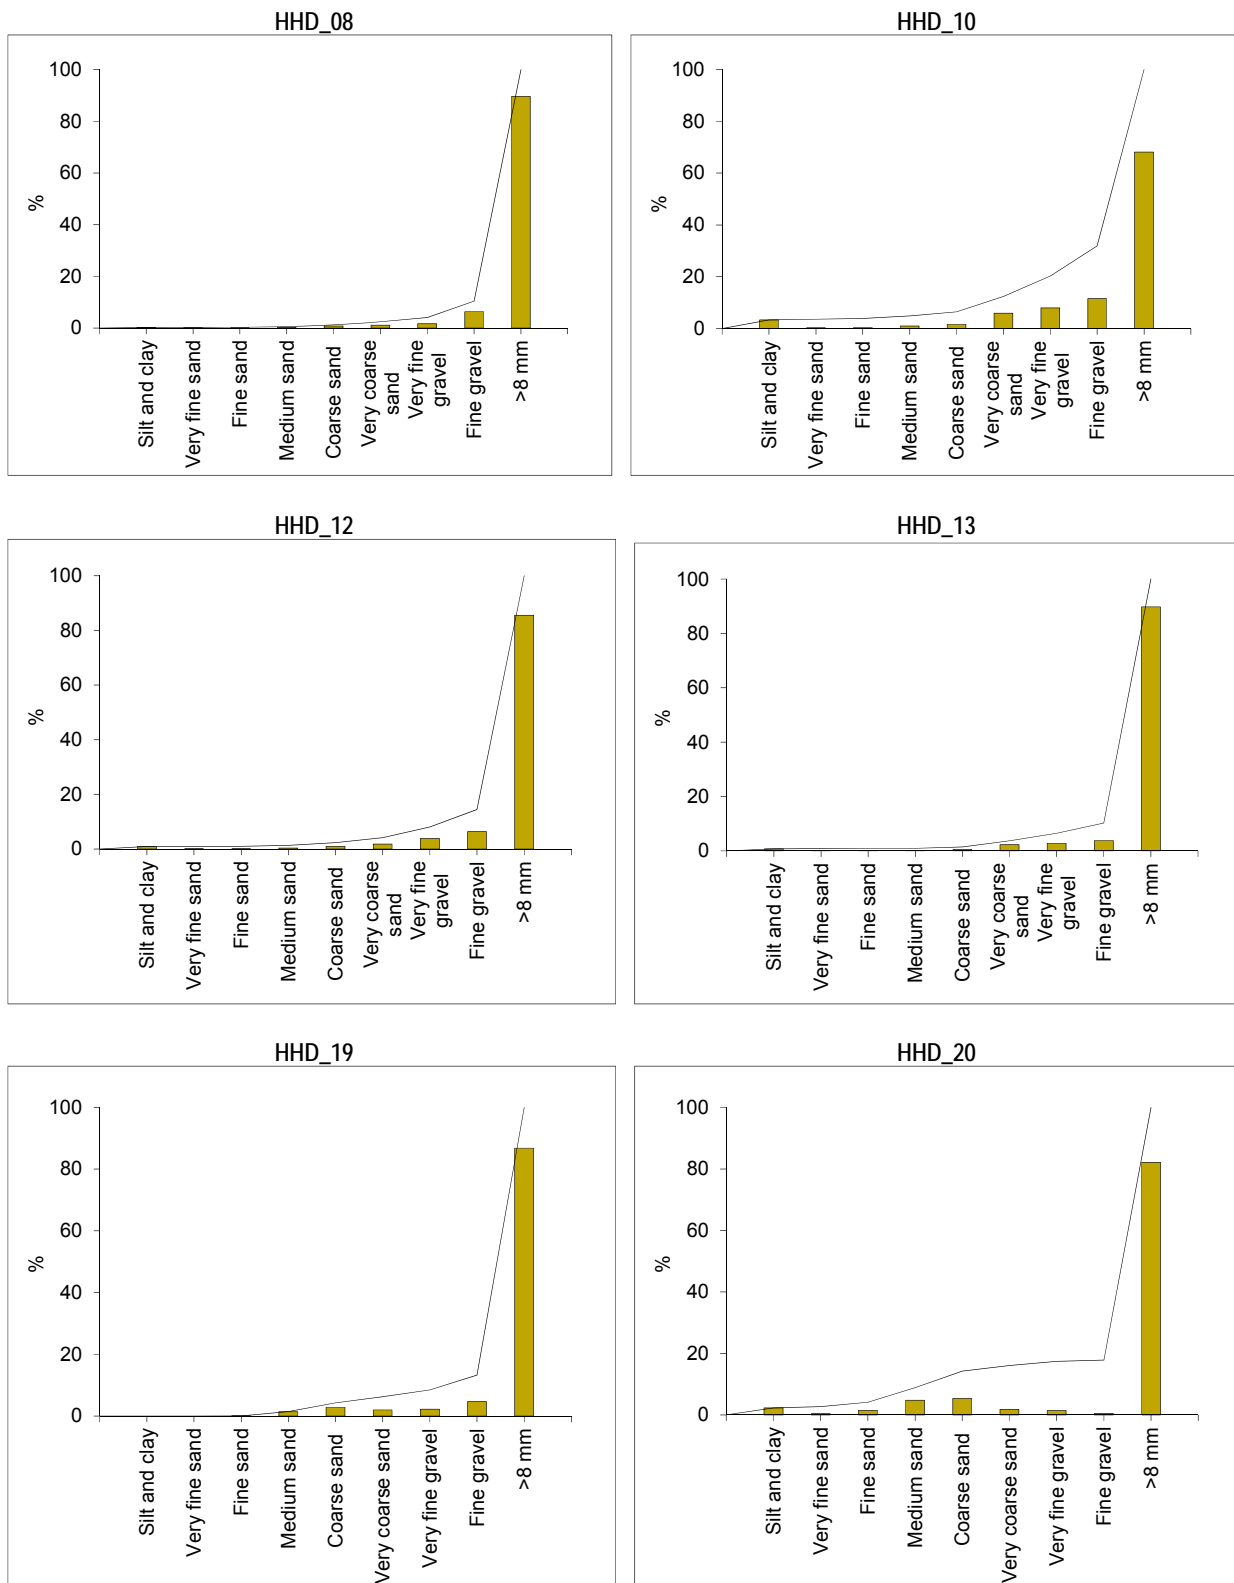 HHD_08
100
80
60
40
20
0
%
Silt and clay
Very fine sand
Fine sand
Medium sand
Coarse sand
Very coarse
sand
Very fine
gravel
Fine gravel
>8 mm
HHD_10
100
80
60
40
20
0
%
Silt and clay
Very fine sand
Fine sand
Medium sand
Coarse sand
Very coarse
sand
Very fine
gravel
Fine gravel
>8 mm
HHD_12
100
80
60
40
20
0
%
Silt and clay
Very fine sand
Fine sand
Medium sand
Coarse sand
Very coarse
sand
Very fine
gravel
Fine gravel
>8 mm
HHD_13
100
80
60
40
20
0
%
Silt and clay
Very fine sand
Fine sand
Medium sand
Coarse sand
Very coarse
sand
Very fine
gravel
Fine gravel
>8 mm
HHD_19
100
80
60
40
20
0
%
Silt and clay
Very fine sand
Fine sand
Medium sand
Coarse sand
Very coarse sand
Very fine gravel
Fine gravel
>8 mm
HHD_20
100
80
60
40
20
0
%
Silt and clay
Very fine sand
Fine sand
Medium sand
Coarse sand
Very coarse sand
Very fine gravel
Fine gravel
>8 mm